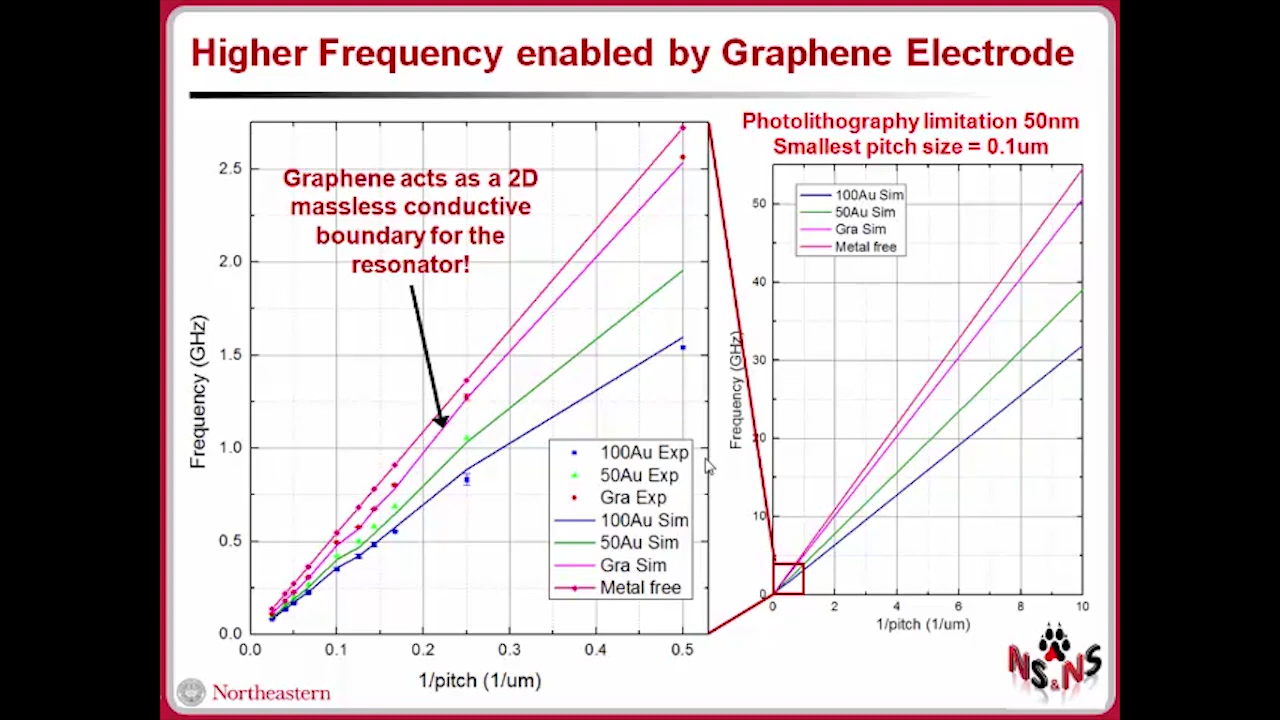 Higher Frequency enabled by Graphene Electrode
Photolithography limitation 50nm
Smallest pitch size = 0.1um
Graphene acts as a 2D
massless conductive
boundary for the
resonator!
Frequency (GHz)
2.5
2.0
1.5
1.0
0.5
0.0
0.0 0.1 0.2 0.3 0.4 0.5
1/pitch (1/um)
100Au Exp
50Au Exp
Gra Exp
100Au Sim
50Au Sim
Gra Sim
Metal free
Frequency (GHz)
50
40
30
20
10
0
0 2 4 6 8 10
1/pitch (1/um)
100Au Sim
50Au Sim
Gra Sim
Metal free
Northeastern
NS&NS